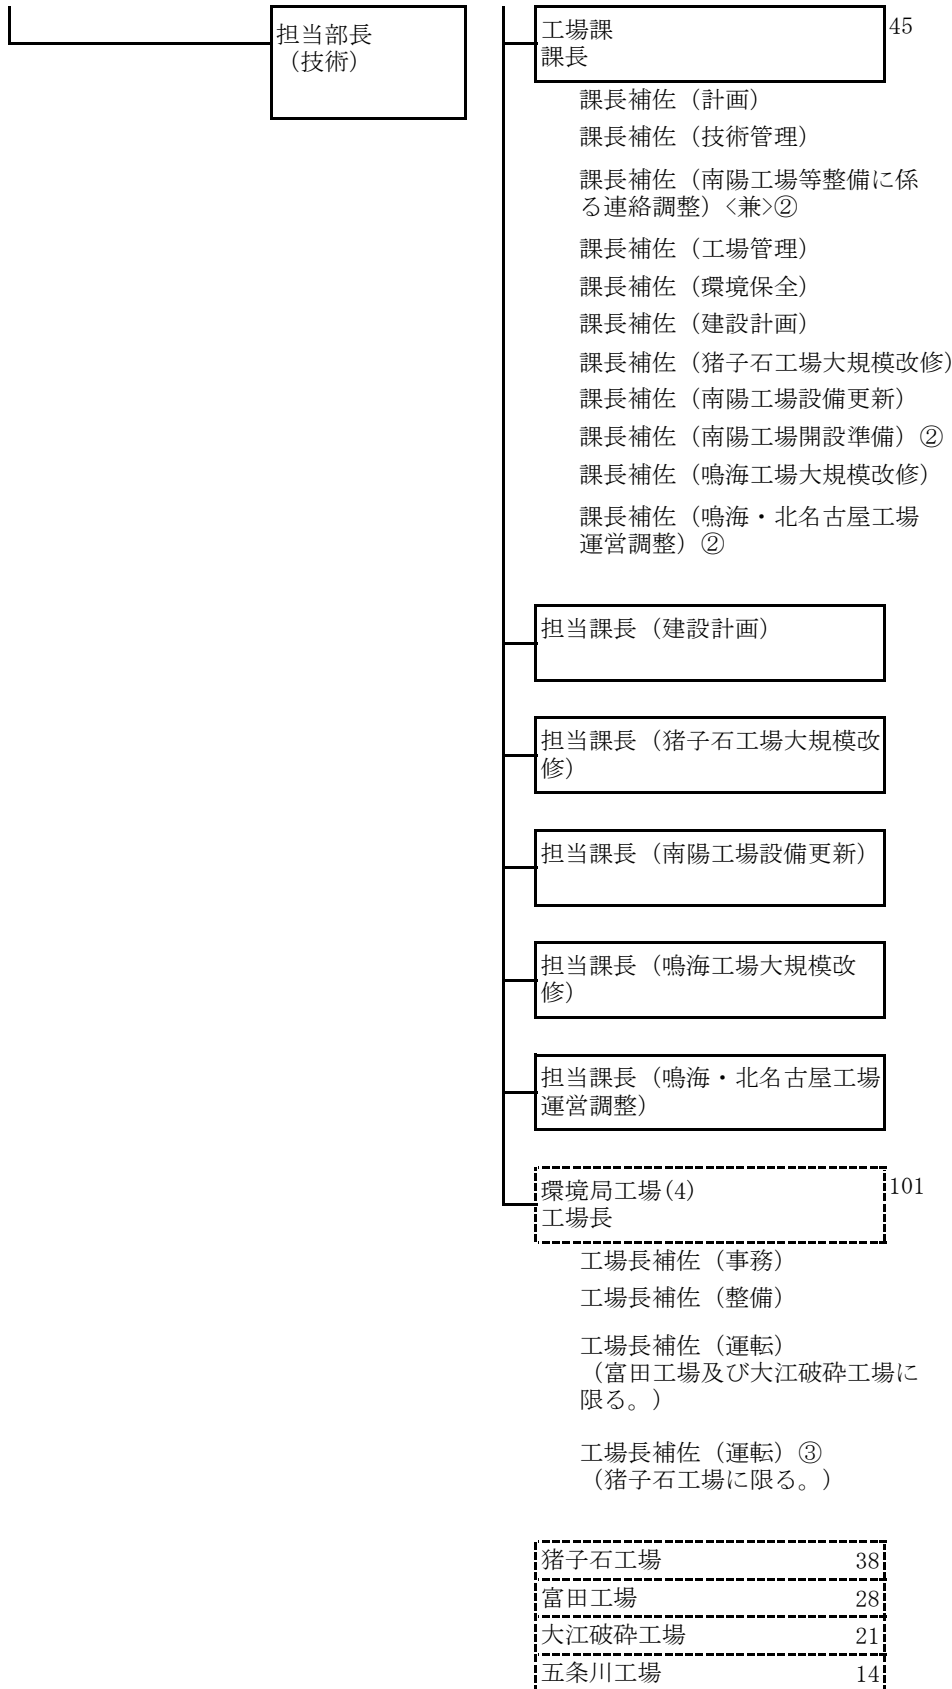 担当部長
（技術）
工場課
課長
45
課長補佐（計画）
課長補佐（技術管理）
課長補佐（南陽工場等整備に係
る連絡調整）<兼>②
課長補佐（工場管理）
課長補佐（環境保全）
課長補佐（建設計画）
課長補佐（猪子石工場大規模改修）
課長補佐（南陽工場設備更新）
課長補佐（南陽工場開設準備）②
課長補佐（鳴海工場大規模改修）
課長補佐（鳴海・北名古屋工場
運営調整）②
担当課長（建設計画）
担当課長（猪子石工場大規模改
修）
担当課長（南陽工場設備更新）
担当課長（鳴海工場大規模改
修）
担当課長（鳴海・北名古屋工場
運営調整）
環境局工場(4)
工場長
101
工場長補佐（事務）
工場長補佐（整備）
工場長補佐（運転）
（富田工場及び大江破砕工場に
限る。）
工場長補佐（運転）③
（猪子石工場に限る。）
猪子石工場 38
富田工場 28
大江破砕工場 21
五条川工場 14